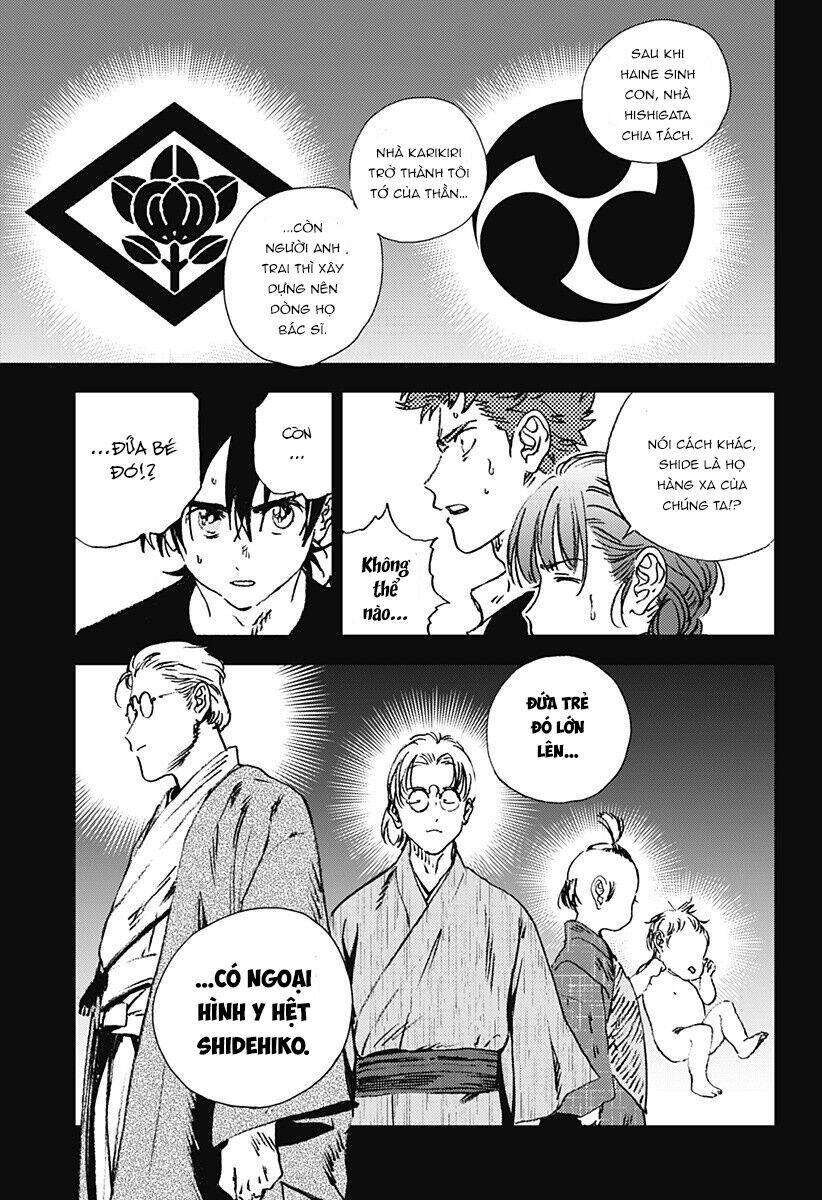 SAU KHI
HAINE SINH
CON, NHÀ
HISHIGATA
CHIA TÁCH.
NHÀ KARIKIRI
TRỞ THÀNH TÔI
TỚ CỦA THẦN...
...CÒN
NGƯỜI ANH
TRAI THÌ XÂY
DỰNG NÊN
DÒNG HỌ
BÁC SĨ.
NÓI CÁCH KHÁC,
SHIDE LÀ HỌ
HÀNG XA CỦA
CHÚNG TA!?
Không
thể
nào...
CÒN
...
...ĐỨA BÉ
ĐÓ!?
ĐỨA TRẺ
ĐÓ LỚN
LÊN...
...CÓ NGOẠI
HÌNH Y HỆT
SHIDEHIKO.